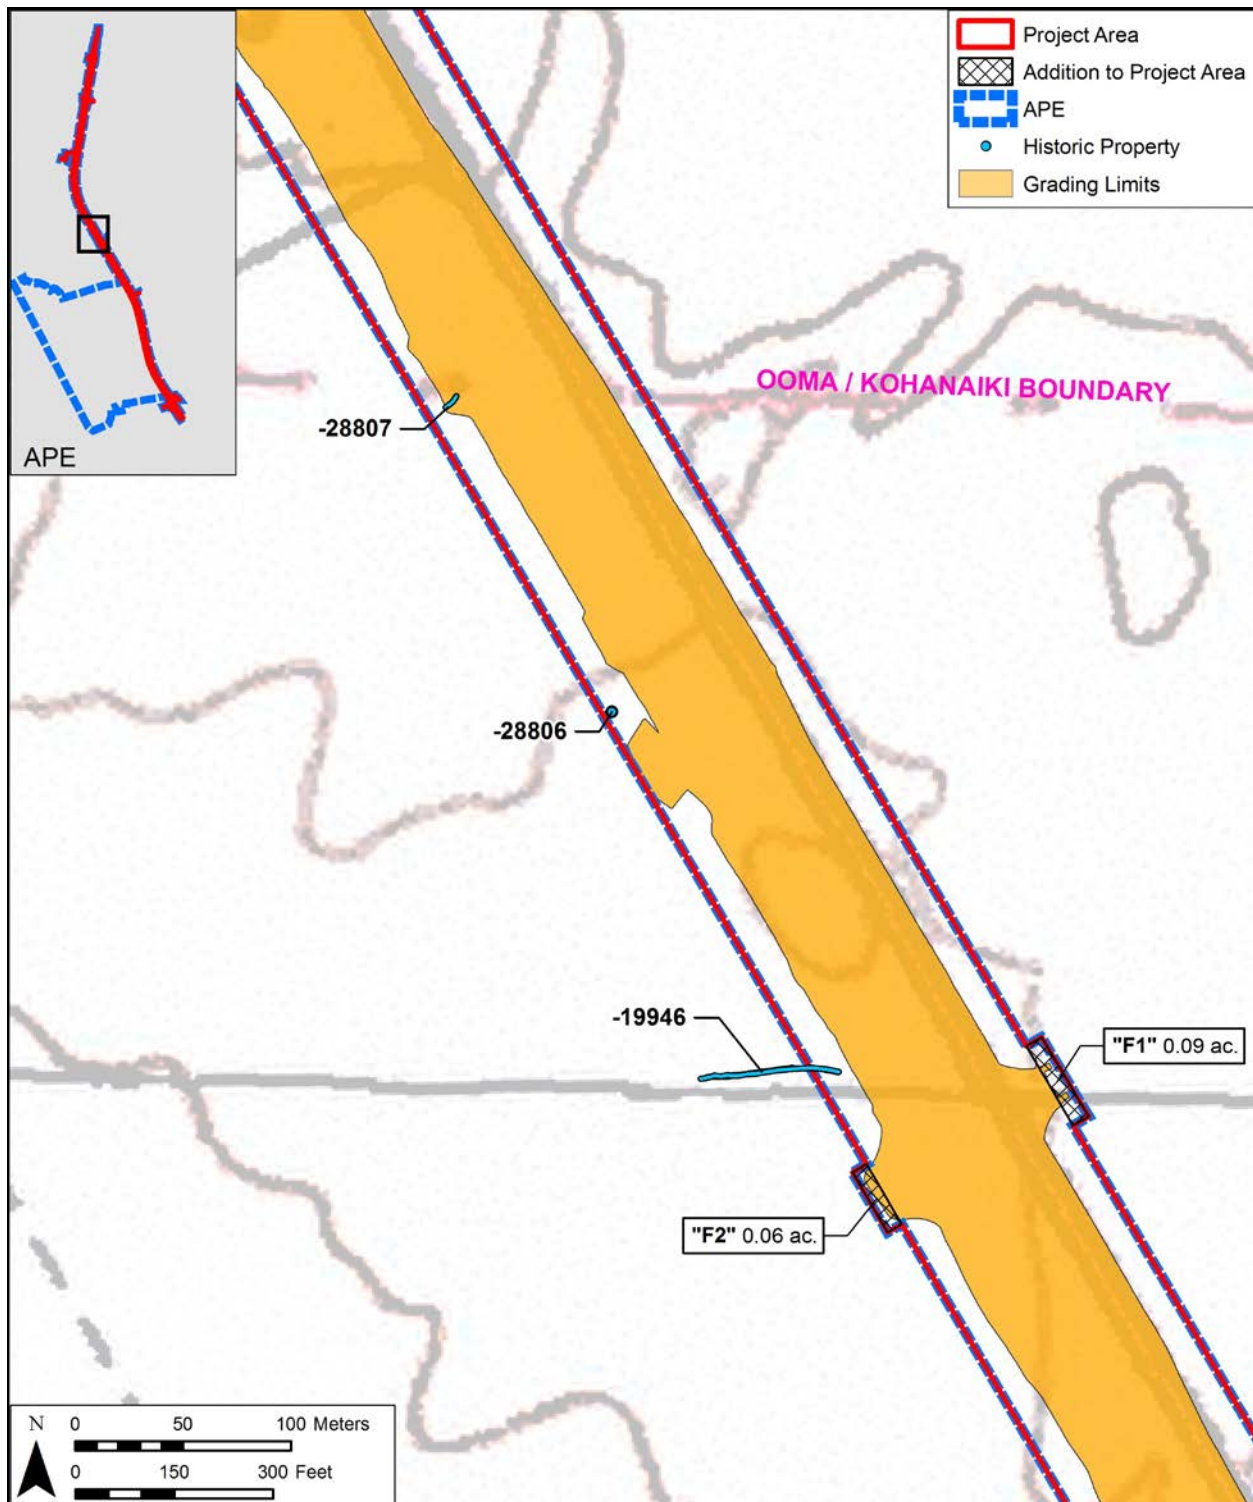 Project Area
Addition to Project Area
APE
Historic Property
Grading Limits
APE
OOMA / KOHANAIKI BOUNDARY
-28807
-28806
-19946
"F1" 0.09 ac.
"F2" 0.06 ac.
N 0 50 100 Meters
0 150 300 Feet